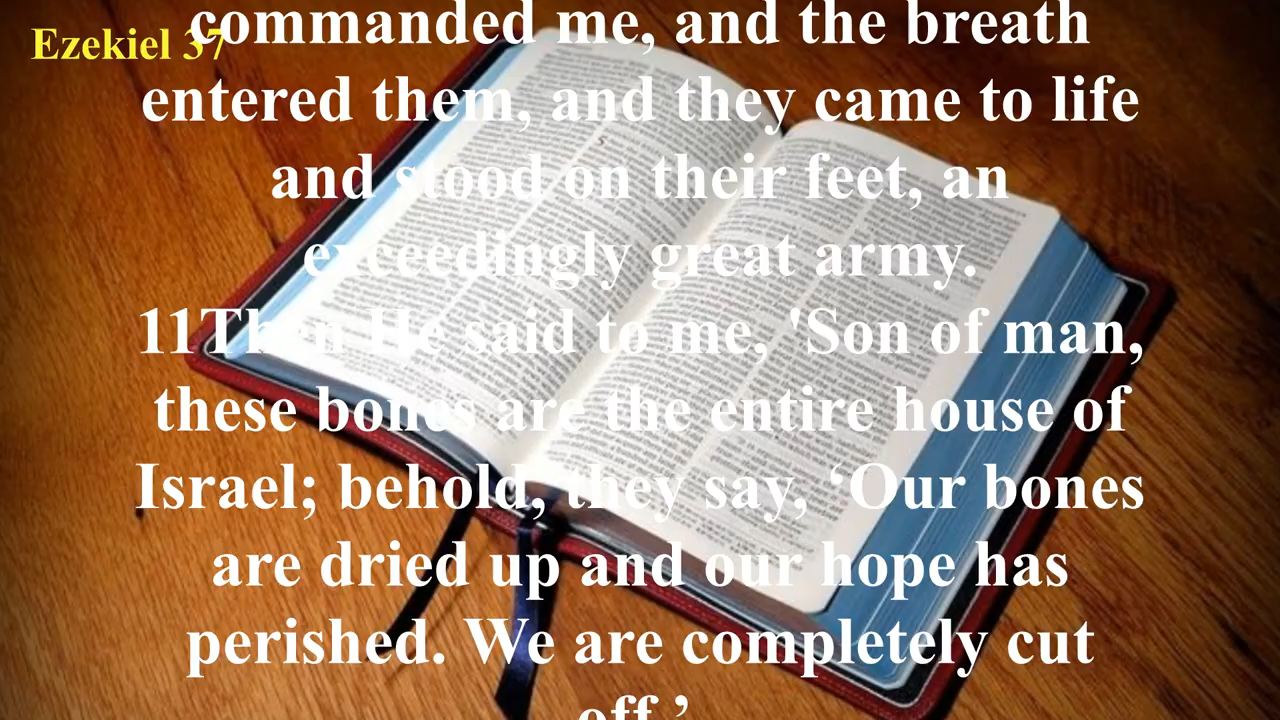 Ezekiel 37
commanded me, and the breath
entered them, and they came to life
and stood on their feet, an
exceedingly great army.
11Then He said to me, 'Son of man,
these bones are the entire house of
Israel; behold, they say, ‘Our bones
are dried up and our hope has
perished. We are completely cut
off.’